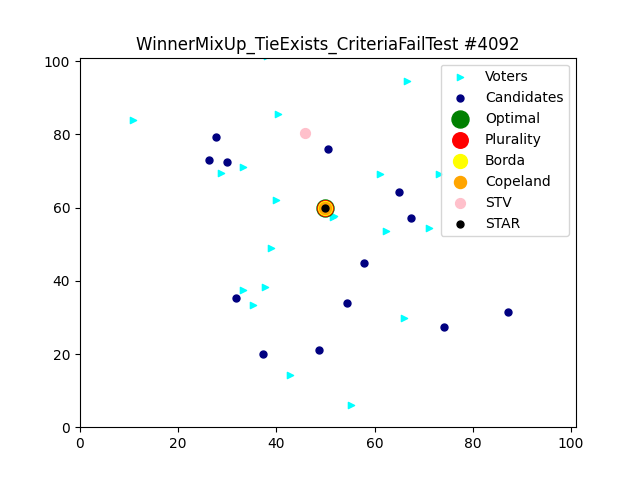 WinnerMixUp_TieExists_CriteriaFailTest #4092
100
80
60
40
20
0
0
20
40
60
80
100
Voters
Candidates
Optimal
Plurality
Borda
Copeland
STV
STAR